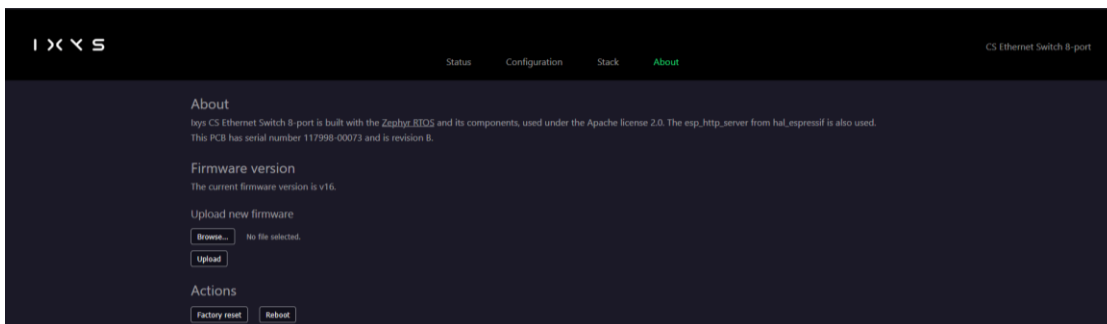 IXYS
CS Ethernet Switch 8-port
Status Configuration Stack About
About
Ixys CS Ethernet Switch 8-port is built with the Zephyr RTOS and its components, used under the Apache license 2.0. The esp_http_server from hal_espressif is also used.
This PCB has serial number 117998-00073 and is revision B.
Firmware version
The current firmware version is v16.
Upload new firmware
Browse... No file selected.
Upload
Actions
Factory reset Reboot